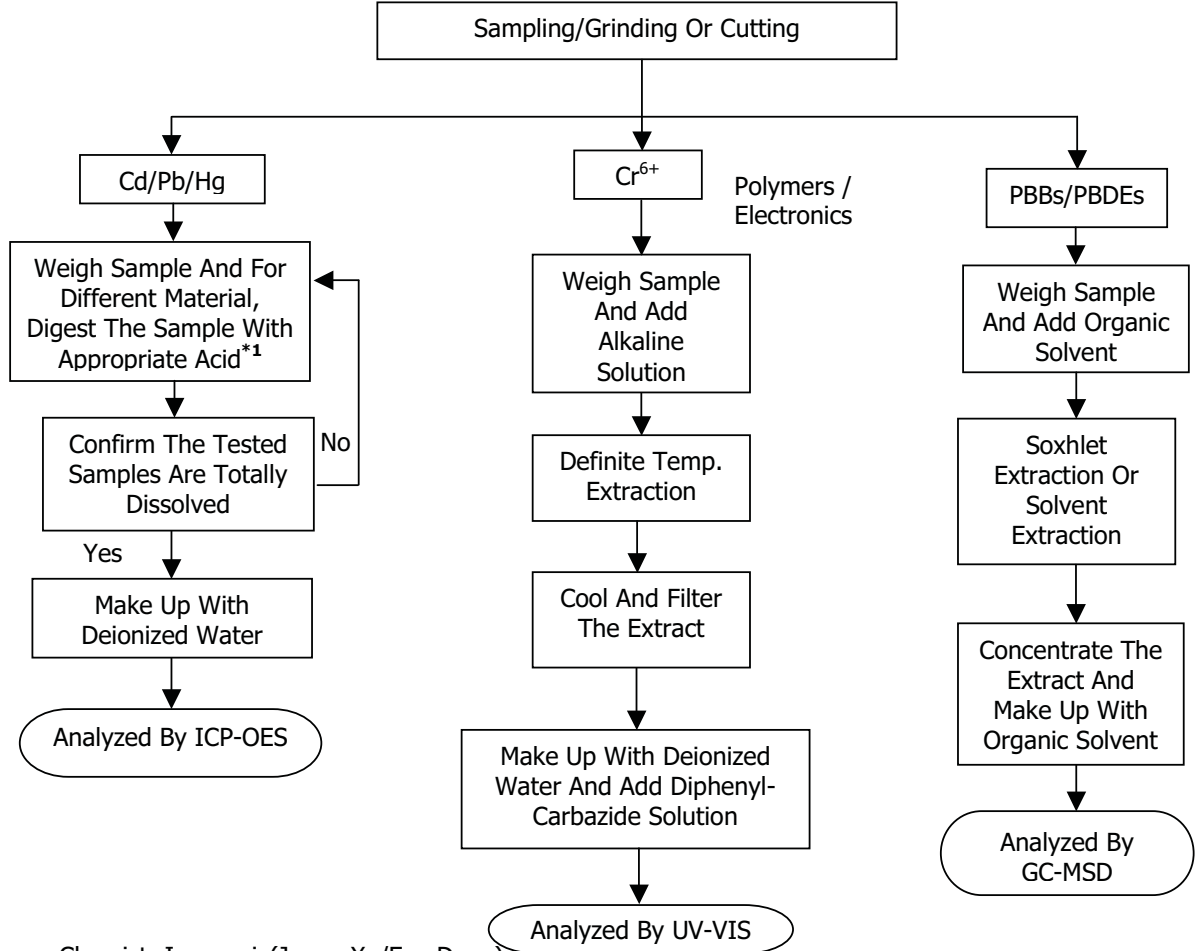 Sampling/Grinding Or Cutting
Cd/Pb/Hg
Weigh Sample And For
Different Material,
Digest The Sample With
Appropriate Acid*1
Confirm The Tested
Samples Are Totally
Dissolved
No
Yes
Make Up With
Deionized Water
Analyzed By ICP-OES
Cr6+
Polymers /
Electronics
Weigh Sample
And Add
Alkaline
Solution
Definite Temp.
Extraction
Cool And Filter
The Extract
Make Up With Deionized
Water And Add Diphenyl-
Carbazide Solution
Analyzed By UV-VIS
PBBs/PBDEs
Weigh Sample
And Add Organic
Solvent
Soxhlet
Extraction Or
Solvent
Extraction
Concentrate The
Extract And
Make Up With
Organic Solvent
Analyzed By
GC-MSD